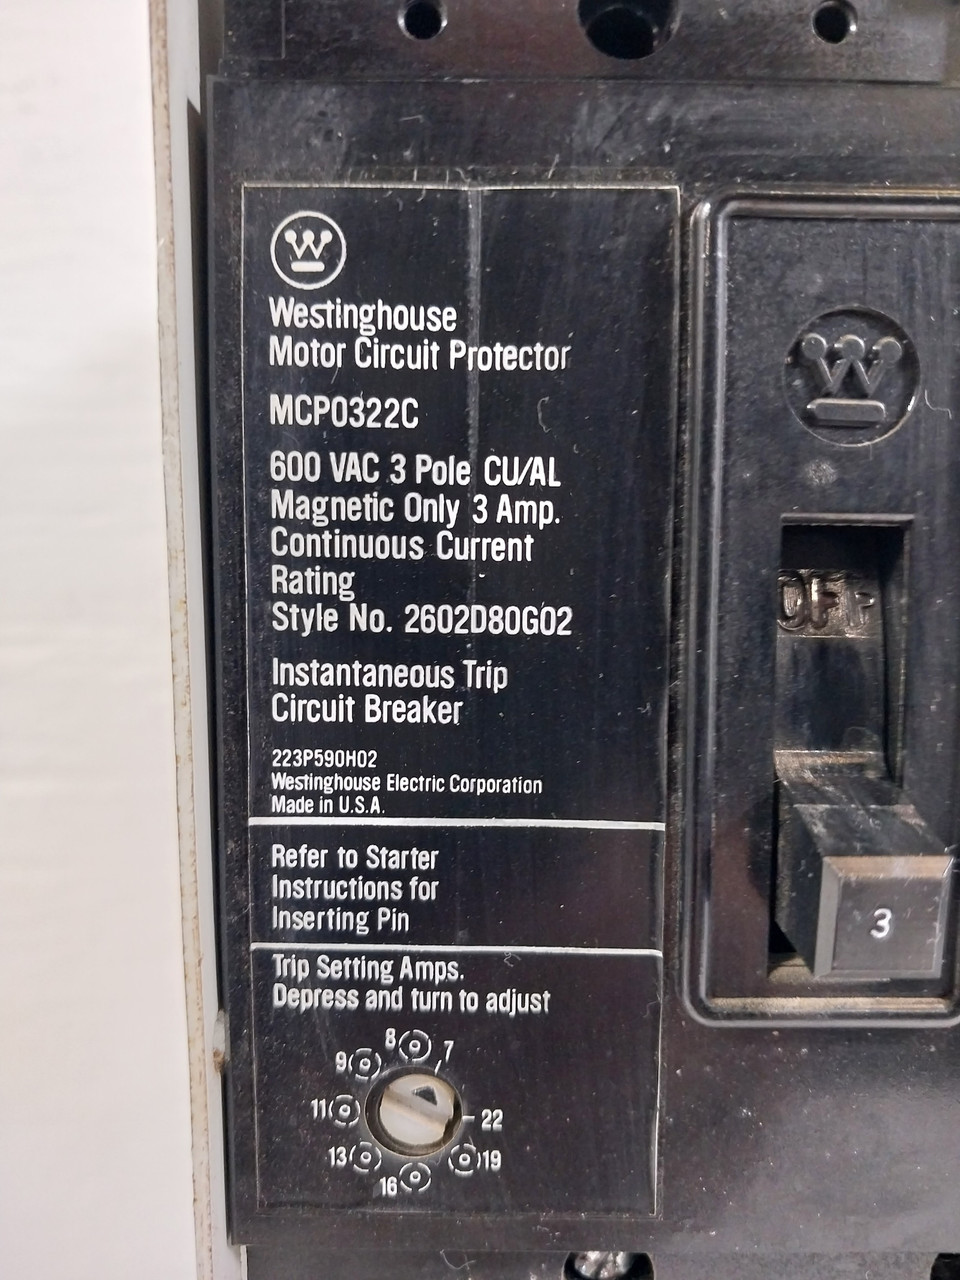 W
Westinghouse
Motor Circuit Protector
MCP0322C
600 VAC 3 Pole CU/AL
Magnetic Only 3 Amp.
Continuous Current
Rating
Style No. 2602D80G02
Instantaneous Trip
Circuit Breaker
223P590H02
Westinghouse Electric Corporation
Made in U.S.A.
Refer to Starter
Instructions for
Inserting Pin
Trip Setting Amps.
Depress and turn to adjust
8
7
9
11
22
13
19
16
W
OFF
3